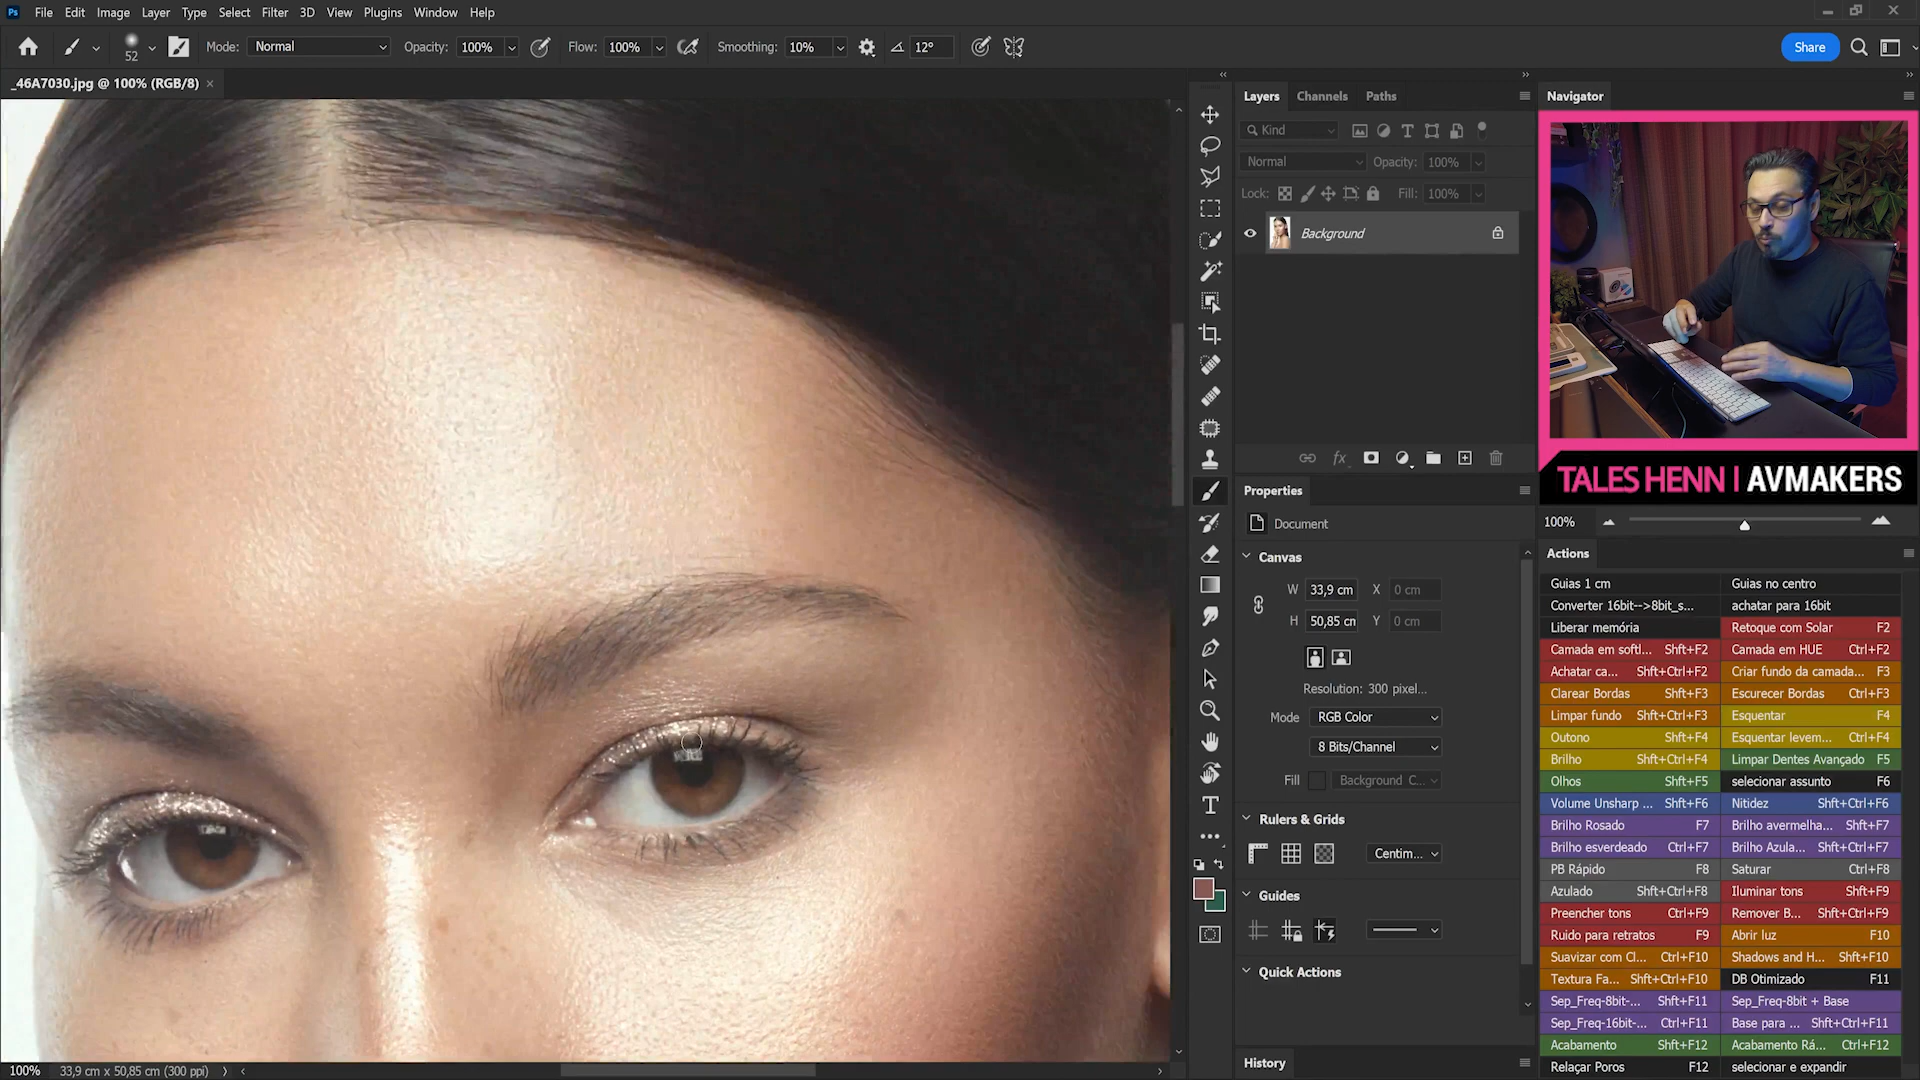 Ps File Edit Image Layer Type Select Filter 3D View Plugins Window Help
52 Mode: Normal Opacity: 100% Flow: 100% Smoothing: 10% 12° Share
_46A7030.jpg @ 100% (RGB/8) ×
Layers Channels Paths
Kind
Normal Opacity: 100%
Lock: Fill: 100%
Background
Properties
Document
Canvas
W 33,9 cm X 0 cm
H 50,85 cm Y 0 cm
Resolution: 300 pixel...
Mode RGB Color
8 Bits/Channel
Fill Background C...
Rulers & Grids
Centim...
Guides
Quick Actions
History
Navigator
TALES HENN | AVMAKERS
100%
Actions
Guias 1 cm Guias no centro
Converter 16bit-->8bit_s... achatar para 16bit
Liberar memória Retoque com Solar F2
Camada em softl... Shft+F2 Camada em HUE Ctrl+F2
Achatar ca... Shft+Ctrl+F2 Criar fundo da camada... F3
Clarear Bordas Shft+F3 Escurecer Bordas Ctrl+F3
Limpar fundo Shft+Ctrl+F3 Esquentar F4
Outono Shft+F4 Esquentar levem... Ctrl+F4
Brilho Shft+Ctrl+F4 Limpar Dentes Avançado F5
Olhos Shft+F5 selecionar assunto F6
Volume Unsharp ... Shft+F6 Nitidez Shft+Ctrl+F6
Brilho Rosado F7 Brilho avermelha... Shft+F7
Brilho esverdeado Ctrl+F7 Brilho Azula... Shft+Ctrl+F7
PB Rápido F8 Saturar Ctrl+F8
Azulado Shft+Ctrl+F8 Iluminar tons Shft+F9
Preencher tons Ctrl+F9 Remover B... Shft+Ctrl+F9
Ruido para retratos F9 Abrir luz F10
Suavizar com Cl... Ctrl+F10 Shadows and H... Shft+F10
Textura Fa... Shft+Ctrl+F10 DB Otimizado F11
Sep_Freq-8bit-... Shft+F11 Sep_Freq-8bit + Base
Sep_Freq-16bit-... Ctrl+F11 Base para ... Shft+Ctrl+F11
Acabamento Shft+F12 Acabamento Rá... Ctrl+F12
Relaçar Poros F12 selecionar e expandir
100% 33,9 cm x 50,85 cm (300 ppi)